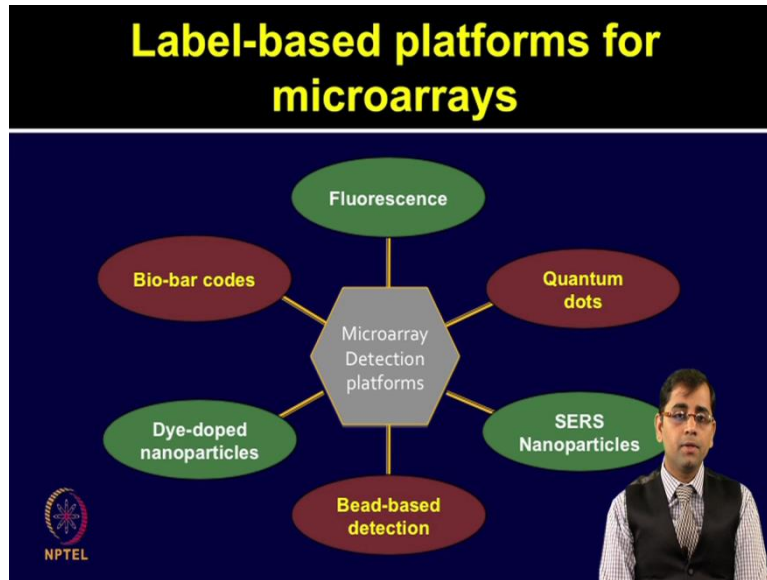 Label-based platforms for
microarrays
Fluorescence
Bio-bar codes
Quantum
dots
Microarray
Detection
platforms
Dye-doped
nanoparticles
SERS
Nanoparticles
Bead-based
detection
NPTEL